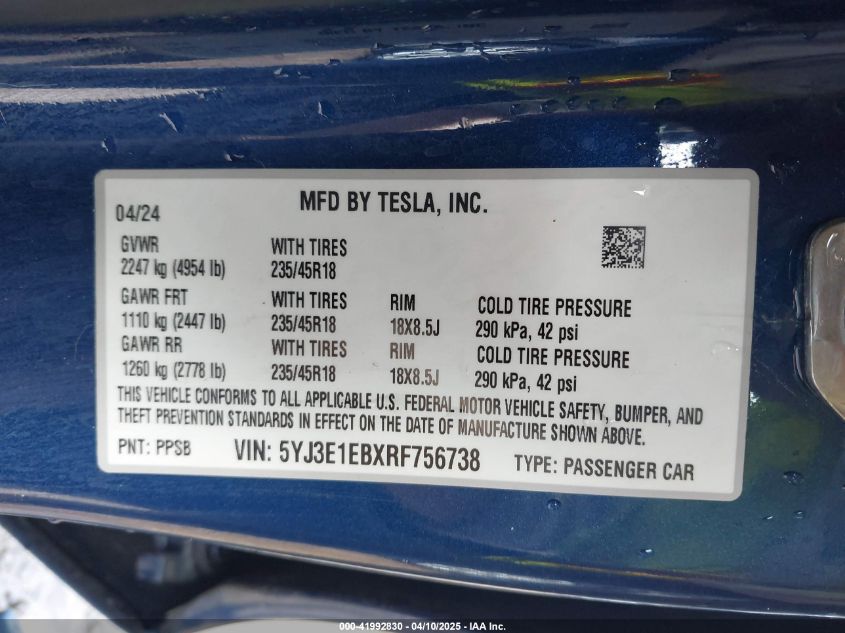 MFD BY TESLA, INC.
04/24
GVWR WITH TIRES
2247 kg (4954 lb) 235/45R18
GAWR FRT WITH TIRES RIM COLD TIRE PRESSURE
1110 kg (2447 lb) 235/45R18 18X8.5J 290 kPa, 42 psi
GAWR RR WITH TIRES RIM COLD TIRE PRESSURE
1260 kg (2778 lb) 235/45R18 18X8.5J 290 kPa, 42 psi
THIS VEHICLE CONFORMS TO ALL APPLICABLE U.S. FEDERAL MOTOR VEHICLE SAFETY, BUMPER, AND
THEFT PREVENTION STANDARDS IN EFFECT ON THE DATE OF MANUFACTURE SHOWN ABOVE.
PNT: PPSB VIN: 5YJ3E1EBXRF756738 TYPE: PASSENGER CAR
000-41992830 - 04/10/2025 - IAA Inc.